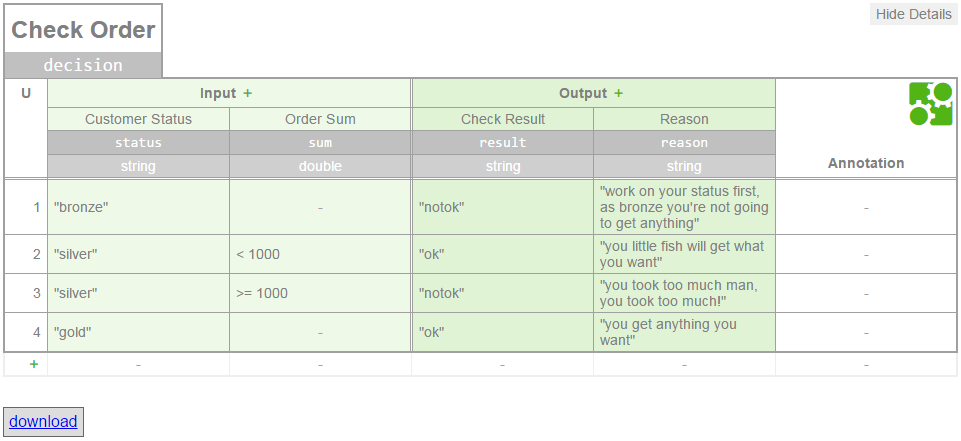 Check Order
Hide Details
decision
U
Input +
Output +
Customer Status
Order Sum
Check Result
Reason
status
sum
result
reason
string
double
string
string
Annotation
1
"bronze"
-
"notok"
"work on your status first,
as bronze you're not going
to get anything"
-
2
"silver"
< 1000
"ok"
"you little fish will get what
you want"
-
3
"silver"
>= 1000
"notok"
"you took too much man,
you took too much!"
-
4
"gold"
-
"ok"
"you get anything you
want"
-
+
-
-
-
-
-
download